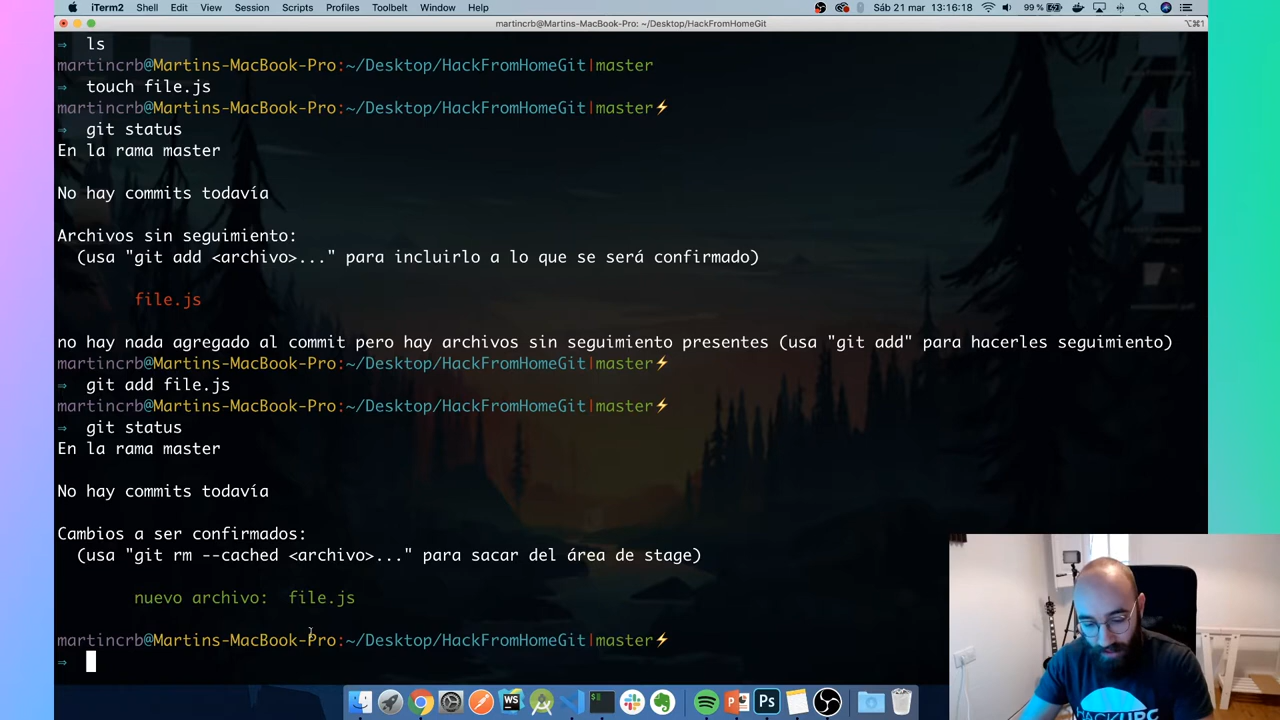 iTerm2 Shell Edit View Session Scripts Profiles Toolbelt Window Help 99 % Sáb 21 mar 13:16:18
martincrb@Martins-MacBook-Pro: ~/Desktop/HackFromHomeGit ⌥⌘1
⇒ ls
martincrb@Martins-MacBook-Pro:~/Desktop/HackFromHomeGit|master
⇒ touch file.js
martincrb@Martins-MacBook-Pro:~/Desktop/HackFromHomeGit|master⚡
⇒ git status
En la rama master
No hay commits todavía
Archivos sin seguimiento:
(usa "git add <archivo>..." para incluirlo a lo que se será confirmado)
file.js
no hay nada agregado al commit pero hay archivos sin seguimiento presentes (usa "git add" para hacerles seguimiento)
martincrb@Martins-MacBook-Pro:~/Desktop/HackFromHomeGit|master⚡
⇒ git add file.js
martincrb@Martins-MacBook-Pro:~/Desktop/HackFromHomeGit|master⚡
⇒ git status
En la rama master
No hay commits todavía
Cambios a ser confirmados:
(usa "git rm --cached <archivo>..." para sacar del área de stage)
nuevo archivo: file.js
martincrb@Martins-MacBook-Pro:~/Desktop/HackFromHomeGit|master⚡
⇒
WS
Ps
HACKUPC